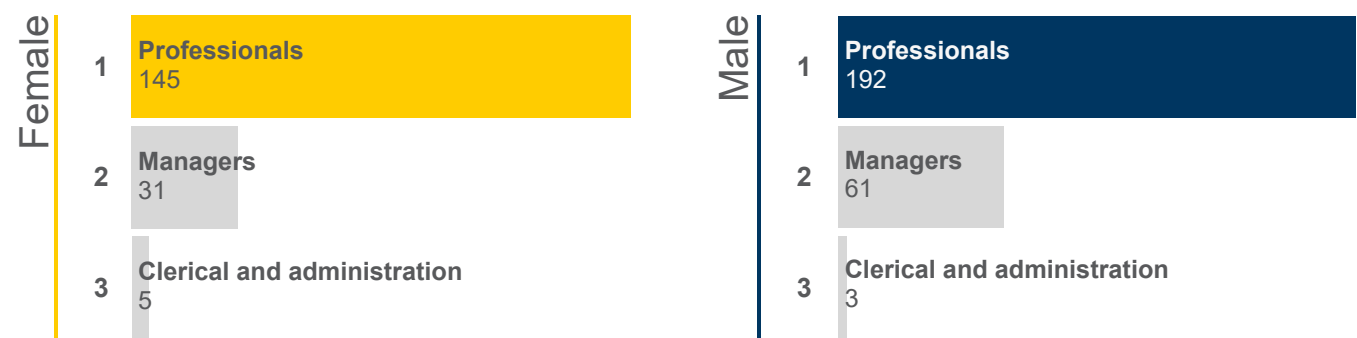 Female
1
Professionals
145
2
Managers
31
3
Clerical and administration
5
Male
1
Professionals
192
2
Managers
61
3
Clerical and administration
3